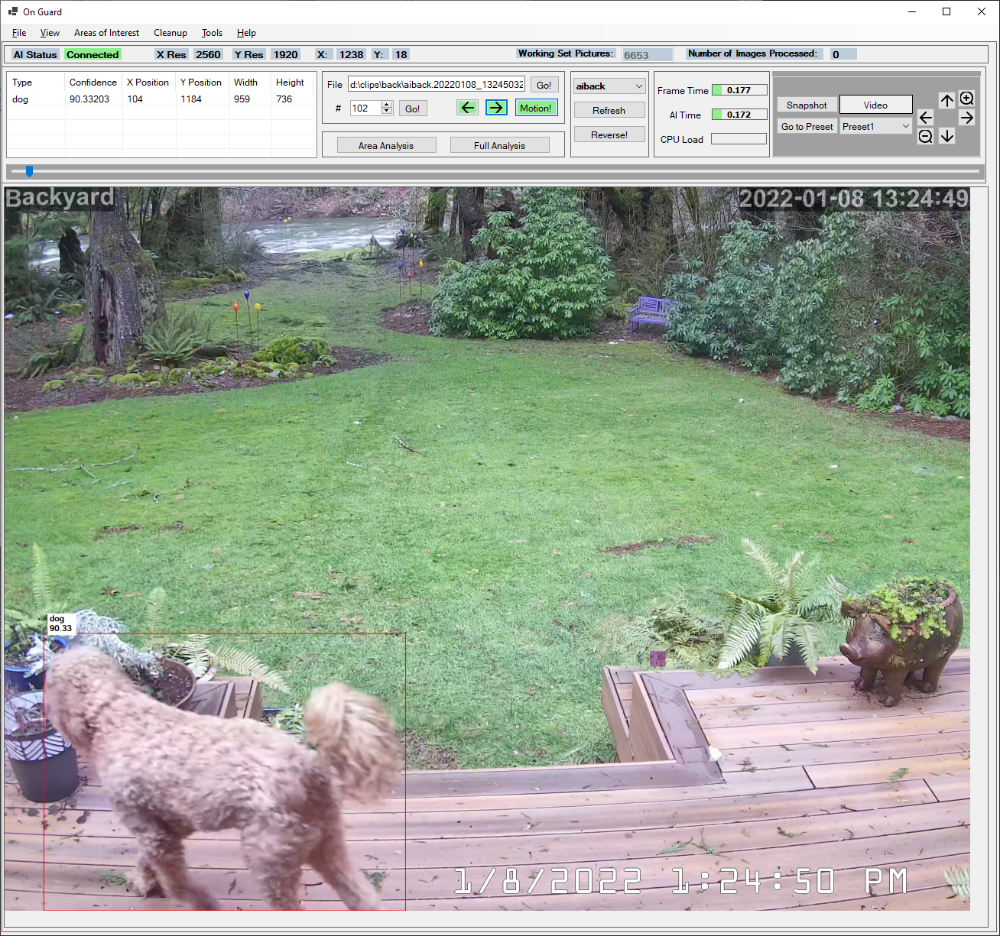 On Guard
File View Areas of Interest Cleanup Tools Help
AI Status Connected X Res 2560 Y Res 1920 X: 1238 Y: 18 Working Set Pictures: 6653 Number of Images Processed: 0
Type Confidence X Position Y Position Width Height
dog 90.33203 104 1184 959 736
File d:\clips\back\aiback.20220108_13245032 Go!
# 102 Go! Motion!
Area Analysis Full Analysis
aiback
Refresh
Reverse!
Frame Time 0.177
AI Time 0.172
CPU Load
Snapshot Video
Go to Preset Preset1
Backyard 2022-01-08 13:24:49
dog
90.33
1/8/2022 1:24:50 PM